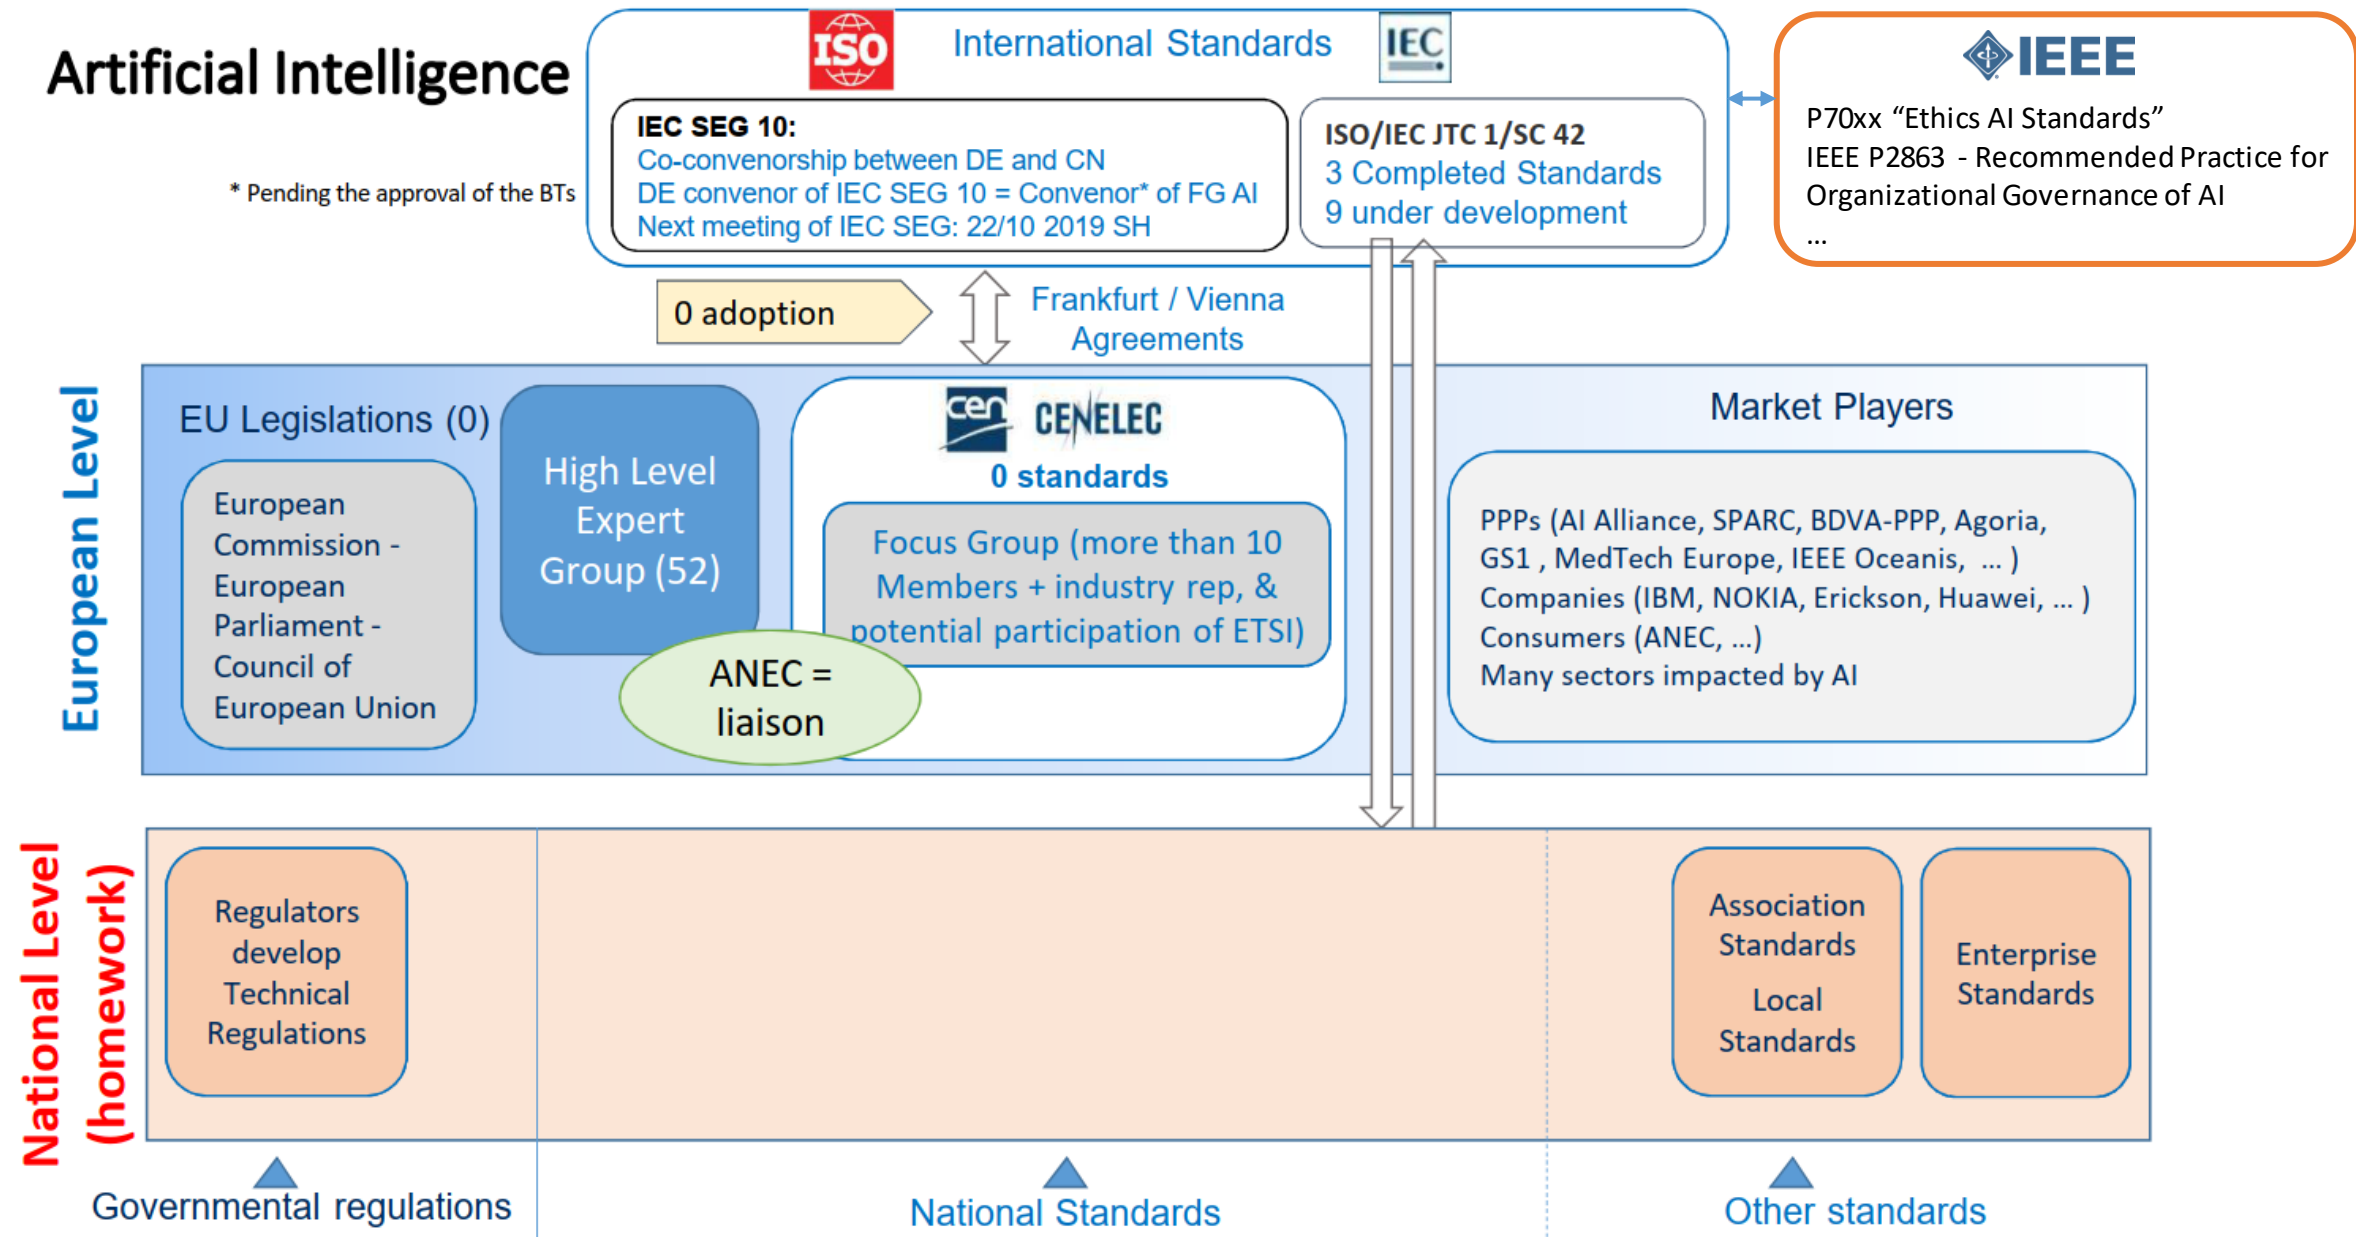 Artificial Intelligence
* Pending the approval of the BTs
ISO
International Standards
IEC
IEC SEG 10:
Co-convenorship between DE and CN
DE convenor of IEC SEG 10 = Convenor* of FG AI
Next meeting of IEC SEG: 22/10 2019 SH
ISO/IEC JTC 1/SC 42
3 Completed Standards
9 under development
IEEE
P70xx “Ethics AI Standards”
IEEE P2863 - Recommended Practice for
Organizational Governance of AI
...
0 adoption
Frankfurt / Vienna
Agreements
European Level
EU Legislations (0)
European
Commission -
European
Parliament -
Council of
European Union
High Level
Expert
Group (52)
cen
CENELEC
0 standards
Focus Group (more than 10
Members + industry rep, &
potential participation of ETSI)
ANEC =
liaison
Market Players
PPPs (AI Alliance, SPARC, BDVA-PPP, Agoria,
GS1 , MedTech Europe, IEEE Oceanis, ... )
Companies (IBM, NOKIA, Erickson, Huawei, ... )
Consumers (ANEC, ...)
Many sectors impacted by AI
National Level
(homework)
Regulators
develop
Technical
Regulations
Association
Standards
Local
Standards
Enterprise
Standards
Governmental regulations
National Standards
Other standards